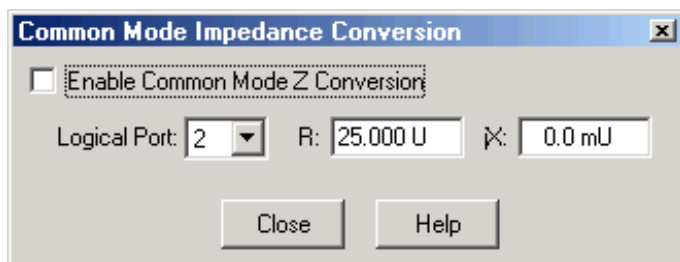 Common Mode Impedance Conversion
Enable Common Mode Z Conversion
Logical Port: 2 R: 25.000 U jX: 0.0 mU
Close Help